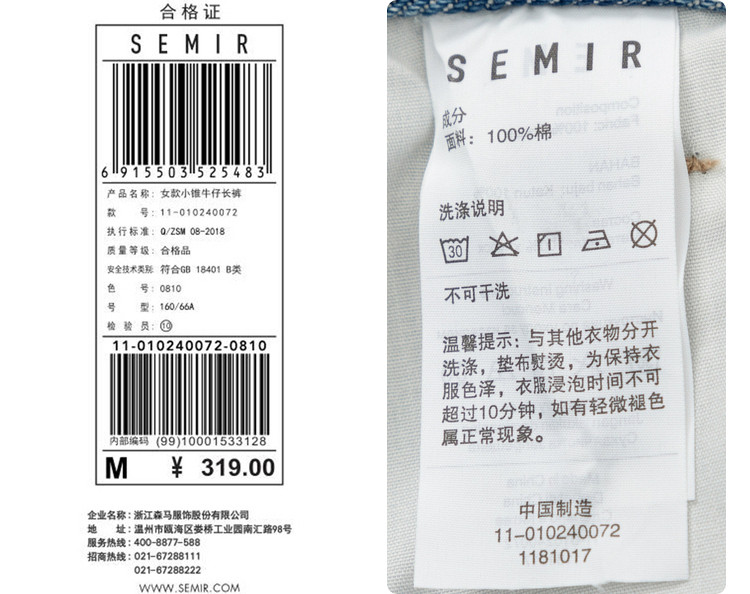 合格证
SEMIR
6 915503 525483
产品名称: 女款小锥牛仔长裤
款 号: 11-010240072
执行标准: Q/ZSM 08-2018
质量等级: 合格品
安全技术类别: 符合GB 18401 B类
色 号: 0810
号 型: 160/66A
检 验 员: ⑩
11-010240072-0810
内部编码 (99)10001533128
M ¥ 319.00
企业名称: 浙江森马服饰股份有限公司
地 址: 温州市瓯海区娄桥工业园南汇路98号
服务热线: 400-8877-588
招商热线: 021-67288111
021-67288222
WWW.SEMIR.COM
SEMIR
成分
面料: 100%棉
洗涤说明
30
不可干洗
温馨提示: 与其他衣物分开
洗涤, 垫布熨烫, 为保持衣
服色泽, 衣服浸泡时间不可
超过10分钟, 如有轻微褪色
属正常现象。
中国制造
11-010240072
1181017